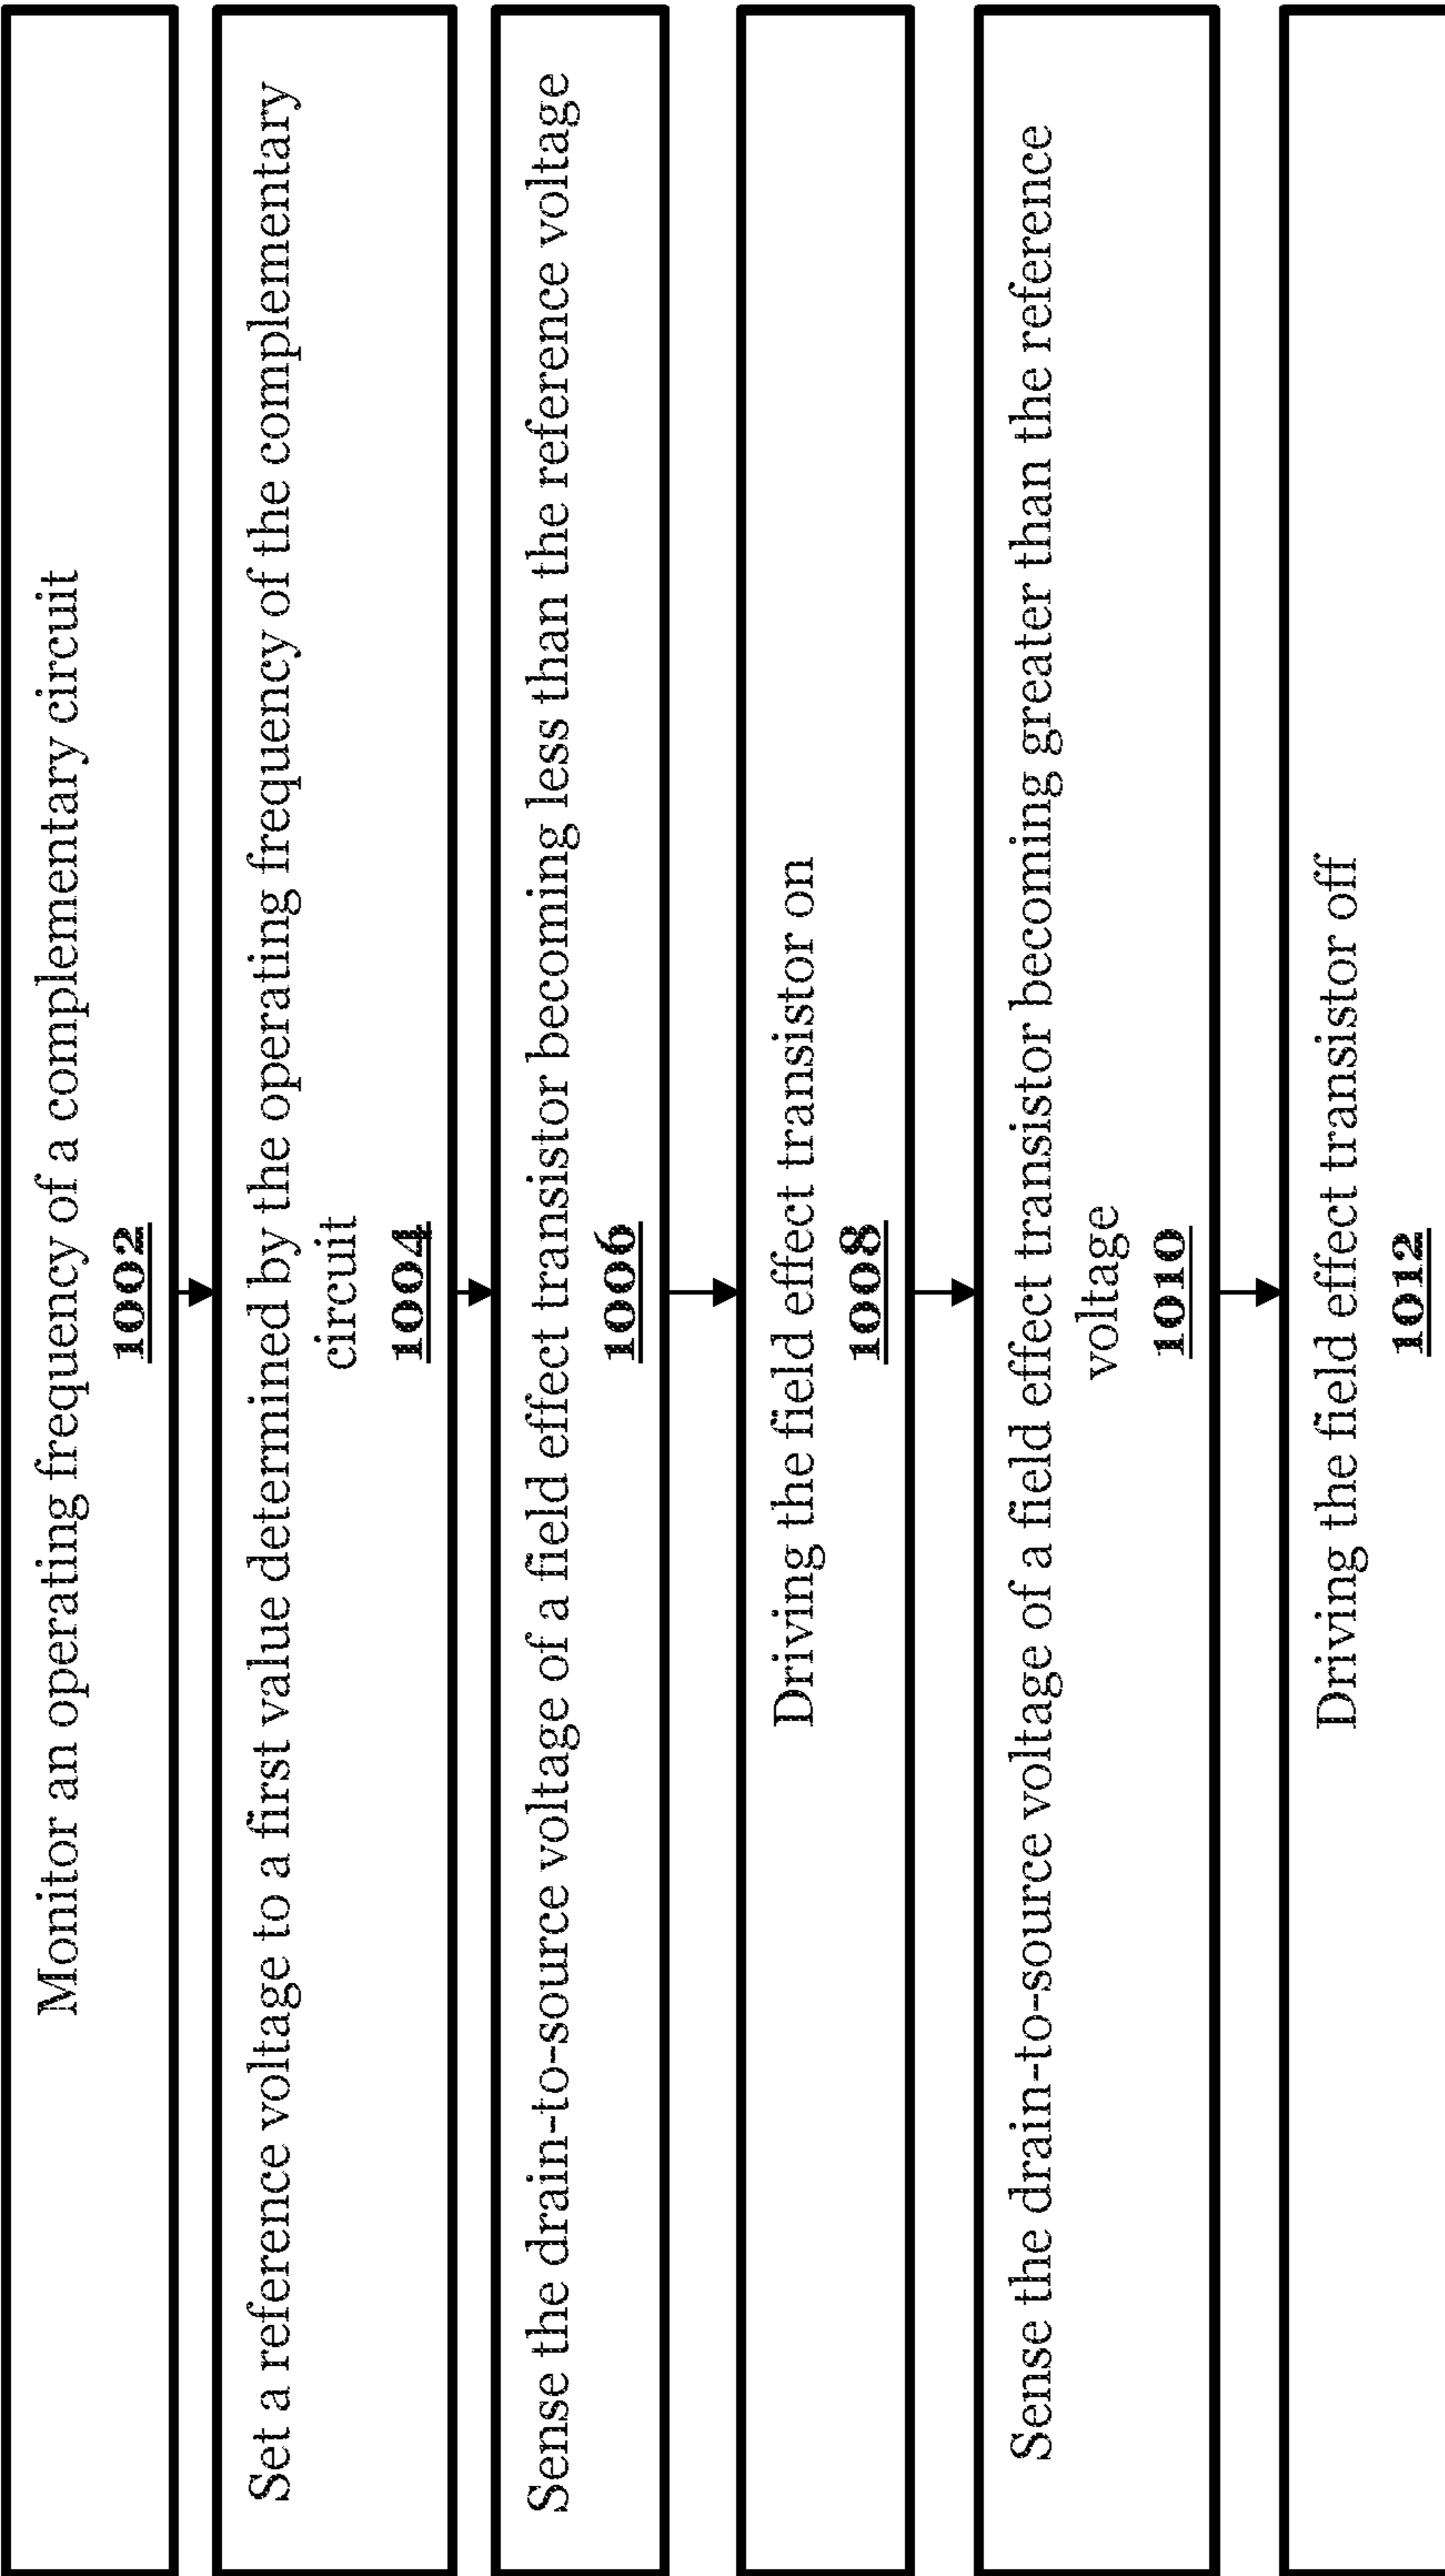 Monitor an operating frequency of a complementary circuit
1002
Set a reference voltage to a first value determined by the operating frequency of the complementary
circuit
1004
Sense the drain-to-source voltage of a field effect transistor becoming less than the reference voltage
1006
Driving the field effect transistor on
1008
Sense the drain-to-source voltage of a field effect transistor becoming greater than the reference
voltage
1010
Driving the field effect transistor off
1012